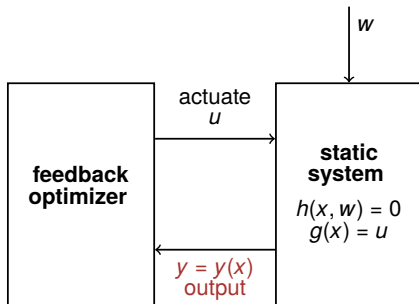 w
actuate
u
feedback
optimizer
static
system
h(x, w) = 0
g(x) = u
y = y(x)
output